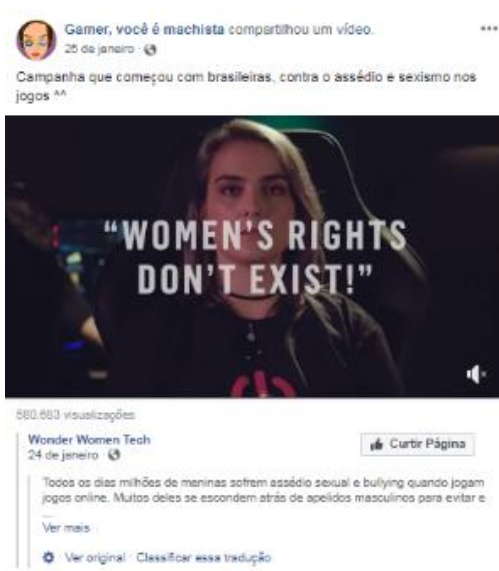 Gamer, você é machista compartilhou um vídeo.
25 de janeiro
Campanha que começou com brasileiras, contra o assédio e sexismo nos
jogos ^^
“WOMEN’S RIGHTS
DON’T EXIST!”
580.683 visualizações
Wonder Women Tech
24 de janeiro
Curtir Página
Todos os dias milhões de meninas sofrem assédio sexual e bullying quando jogam
jogos online. Muitos deles se escondem atrás de apelidos masculinos para evitar e
...
Ver mais
Ver original · Classificar essa tradução